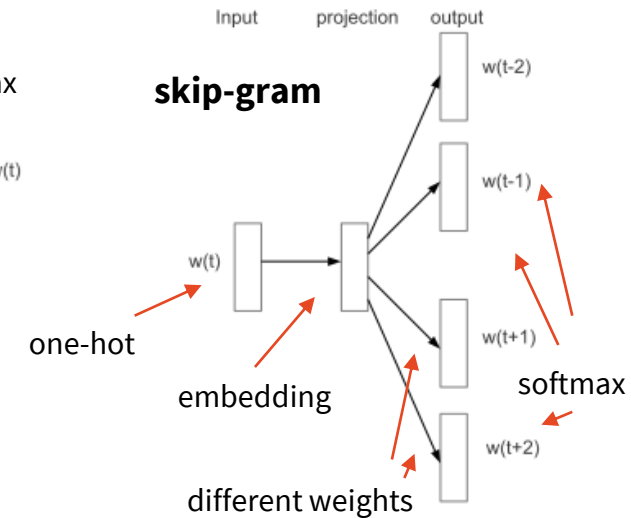 Input projection output
w(t-2)
skip-gram
w(t-1)
w(t)
w(t+1)
one-hot
softmax
embedding
w(t+2)
different weights